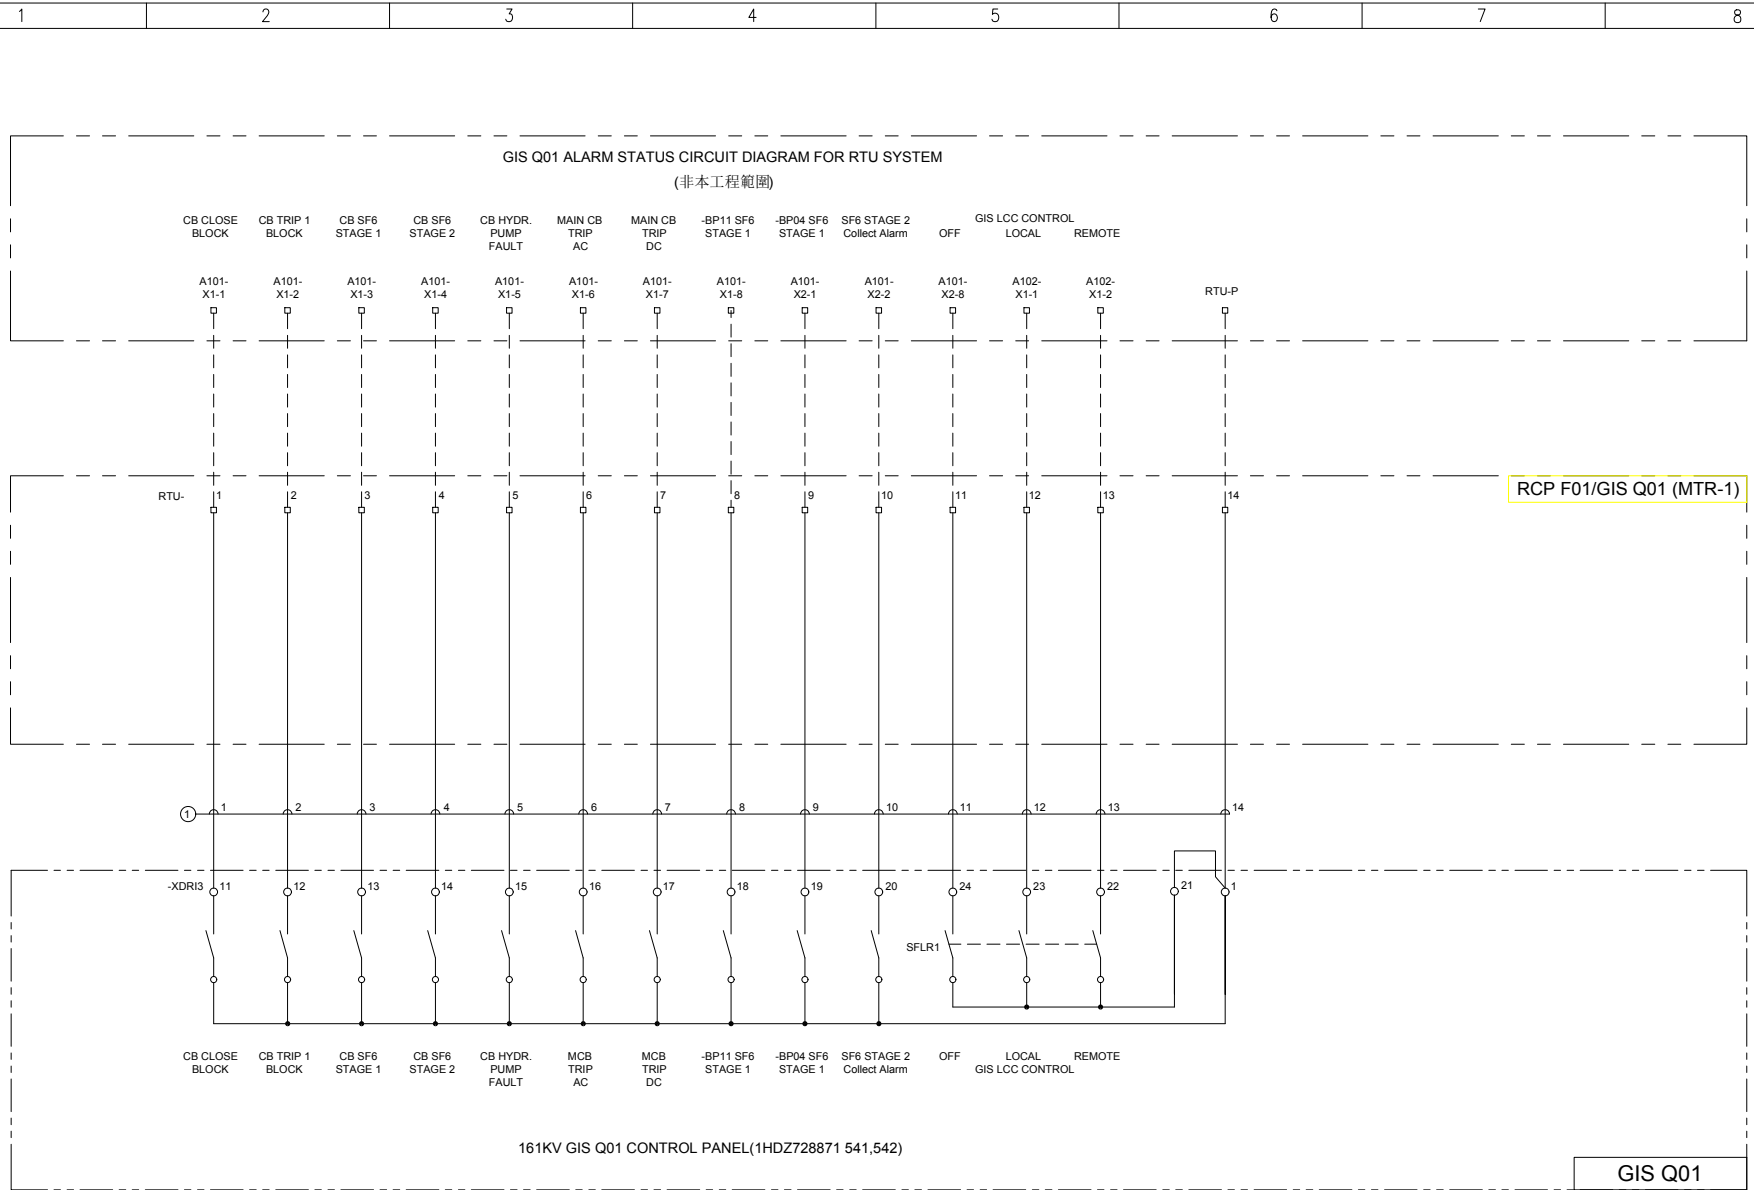 1 2 3 4 5 6 7 8
GIS Q01 ALARM STATUS CIRCUIT DIAGRAM FOR RTU SYSTEM
(非本工程範圍)
CB CLOSE CB TRIP 1 CB SF6 CB SF6 CB HYDR. MAIN CB MAIN CB -BP11 SF6 -BP04 SF6 SF6 STAGE 2 GIS LCC CONTROL
BLOCK BLOCK STAGE 1 STAGE 2 PUMP TRIP TRIP STAGE 1 STAGE 1 Collect Alarm OFF LOCAL REMOTE
FAULT AC DC
A101- A101- A101- A101- A101- A101- A101- A101- A101- A101- A101- A102- A102-
X1-1 X1-2 X1-3 X1-4 X1-5 X1-6 X1-7 X1-8 X2-1 X2-2 X2-8 X1-1 X1-2 RTU-P
RTU- 1 2 3 4 5 6 7 8 9 10 11 12 13 14 RCP F01/GIS Q01 (MTR-1)
1 1 2 3 4 5 6 7 8 9 10 11 12 13 14
-XDRI3 11 12 13 14 15 16 17 18 19 20 24 23 22 21 1
SFLR1
CB CLOSE CB TRIP 1 CB SF6 CB SF6 CB HYDR. MCB MCB -BP11 SF6 -BP04 SF6 SF6 STAGE 2 OFF LOCAL REMOTE
BLOCK BLOCK STAGE 1 STAGE 2 PUMP TRIP TRIP STAGE 1 STAGE 1 Collect Alarm GIS LCC CONTROL
FAULT AC DC
161KV GIS Q01 CONTROL PANEL(1HDZ728871 541,542)
GIS Q01